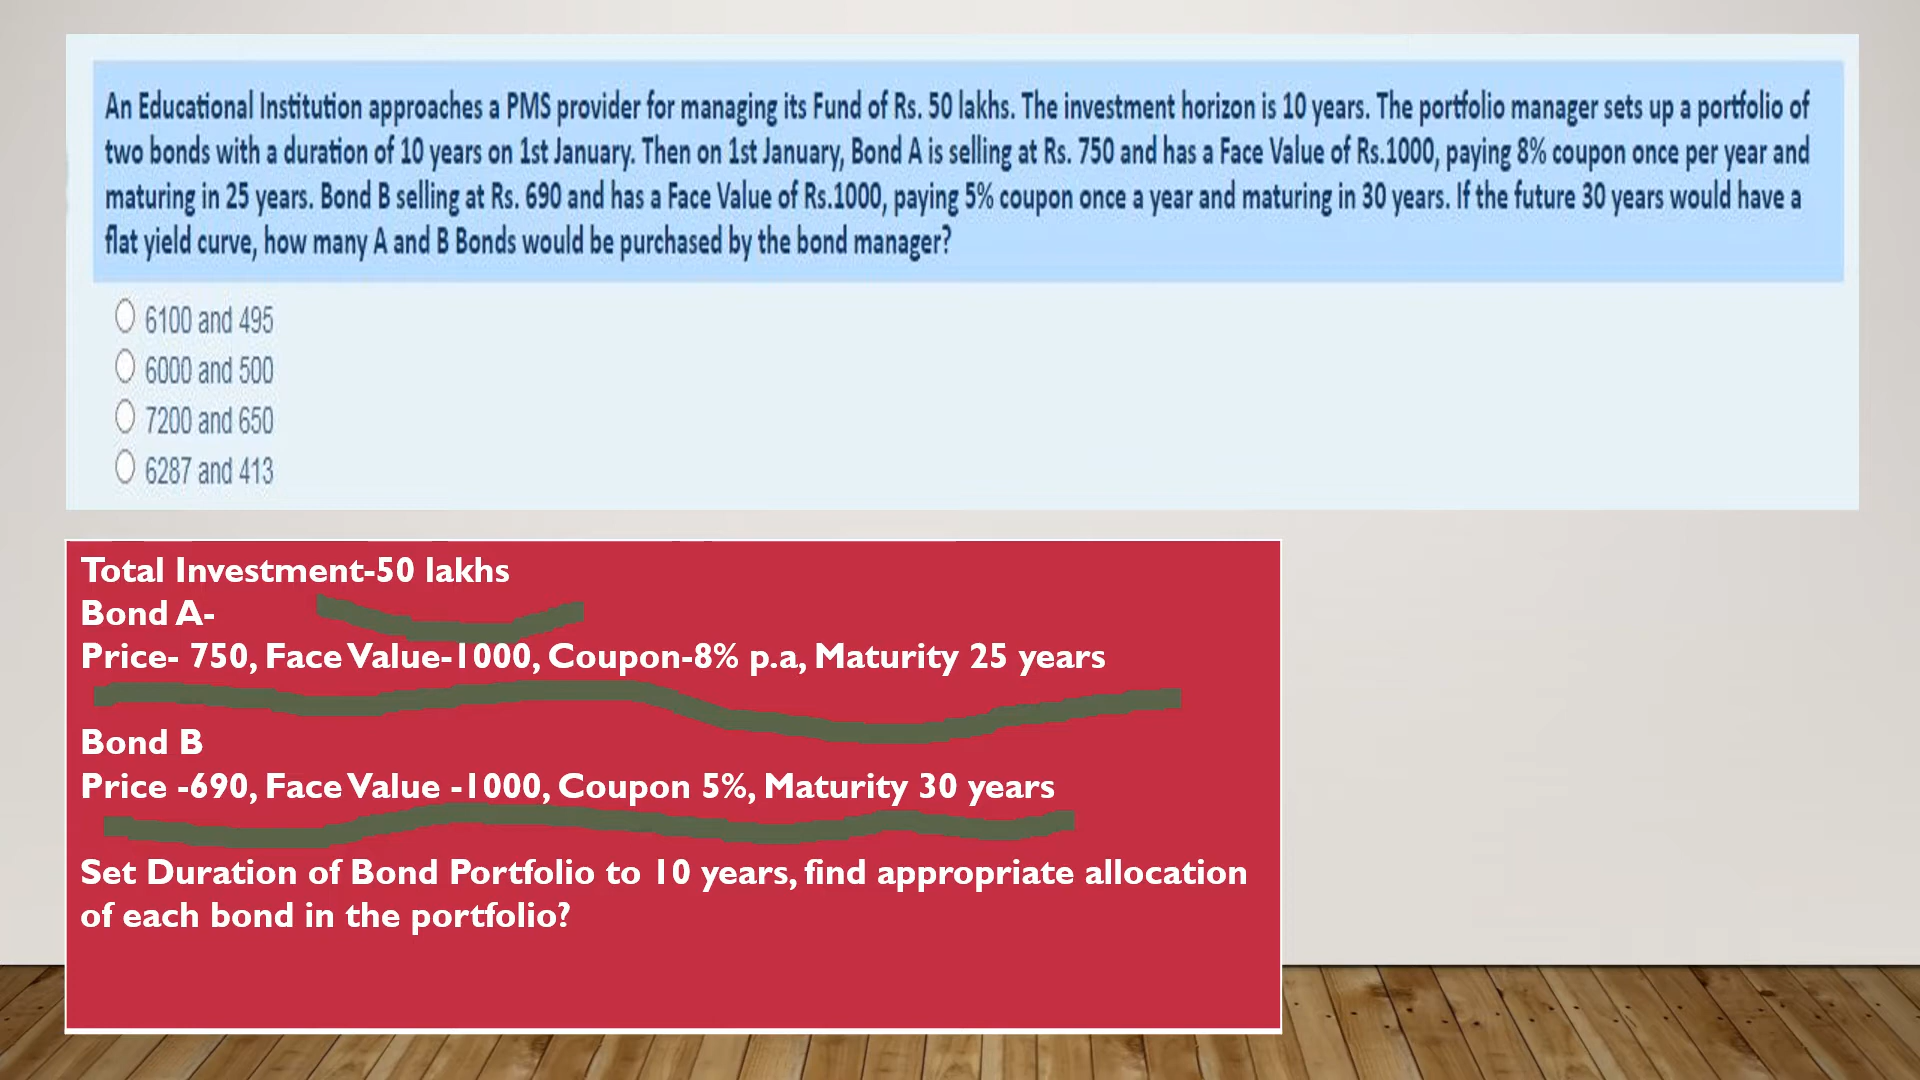 An Educational Institution approaches a PMS provider for managing its Fund of Rs. 50 lakhs. The investment horizon is 10 years. The portfolio manager sets up a portfolio of
two bonds with a duration of 10 years on 1st January. Then on 1st January, Bond A is selling at Rs. 750 and has a Face Value of Rs.1000, paying 8% coupon once per year and
maturing in 25 years. Bond B selling at Rs. 690 and has a Face Value of Rs.1000, paying 5% coupon once a year and maturing in 30 years. If the future 30 years would have a
flat yield curve, how many A and B Bonds would be purchased by the bond manager?
6100 and 495
6000 and 500
7200 and 650
6287 and 413
Total Investment-50 lakhs
Bond A-
Price- 750, Face Value-1000, Coupon-8% p.a, Maturity 25 years
Bond B
Price -690, Face Value -1000, Coupon 5%, Maturity 30 years
Set Duration of Bond Portfolio to 10 years, find appropriate allocation
of each bond in the portfolio?